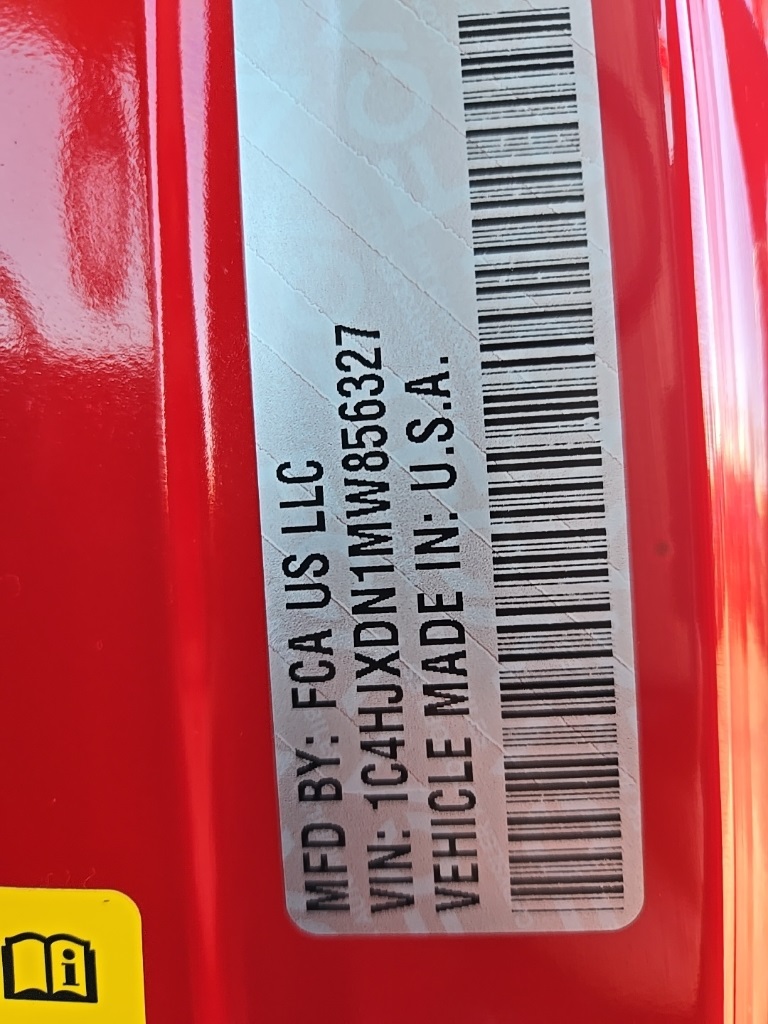 MFD BY: FCA US LLC
VIN: 1C4HJXDN1MW856327
VEHICLE MADE IN: U.S.A.